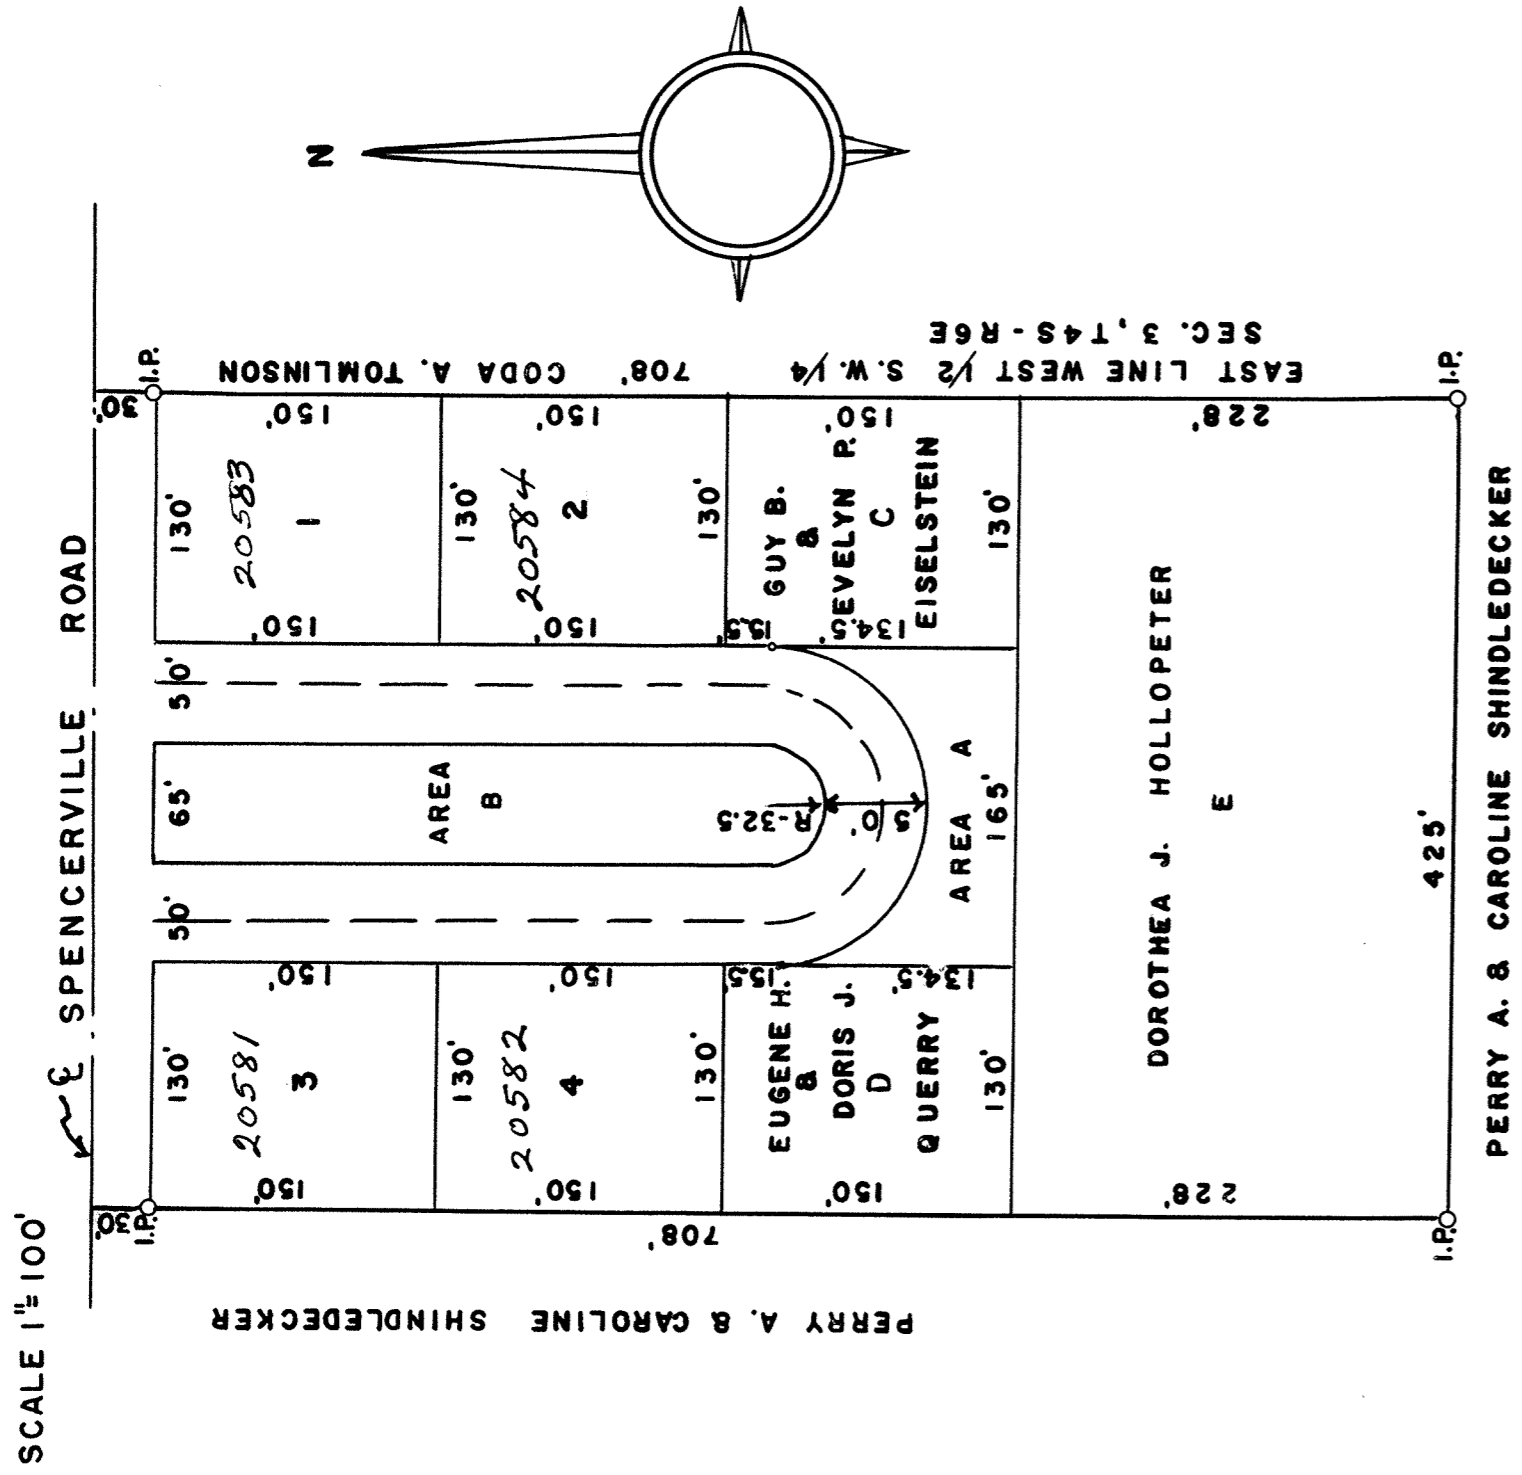 SCALE 1"=100'
℄ SPENCERVILLE ROAD
N
30'
30'
I.P.
I.P.
50'
65'
50'
130'
20581
3
150'
150'
130'
20582
4
150'
150'
130'
EUGENE H.
&
DORIS J.
D
QUERRY
150'
15.5'
134.5'
130'
AREA
B
R-32.5
50'
AREA A
165'
130'
20583
1
150'
150'
130'
20584
2
150'
150'
130'
GUY B.
&
EVELYN P.
C
EISELSTEIN
15.5'
134.5'
150'
130'
DOROTHEA J. HOLLOPETER
E
228'
228'
425'
I.P.
I.P.
708'
PERRY A. & CAROLINE SHINDLEDECKER
708' CODA A. TOMLINSON
EAST LINE WEST 1/2 S.W. 1/4
SEC. 3, T4S - R6E
PERRY A. & CAROLINE SHINDLEDECKER